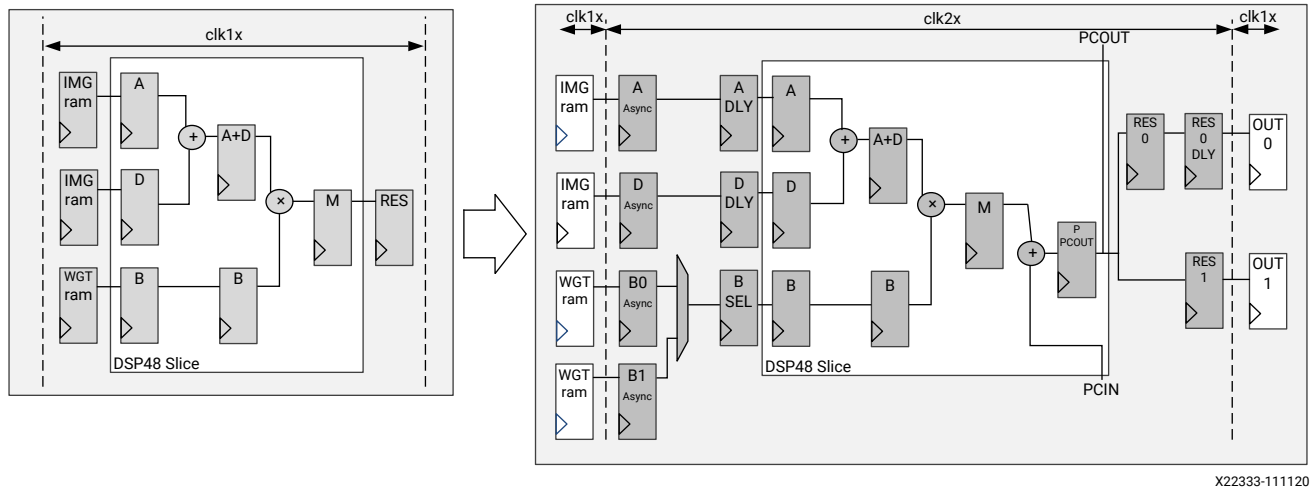 clk1x
IMG
ram
A
+
A+D
IMG
ram
D
×
M
RES
WGT
ram
B
B
DSP48 Slice
clk1x
clk2x
clk1x
PCOUT
IMG
ram
A
Async
A
DLY
A
+
A+D
RES
0
RES
0
DLY
OUT
0
IMG
ram
D
Async
D
DLY
D
×
M
+
P
PCOUT
WGT
ram
B0
Async
B
SEL
B
B
RES
1
OUT
1
WGT
ram
B1
Async
DSP48 Slice
PCIN
X22333-111120